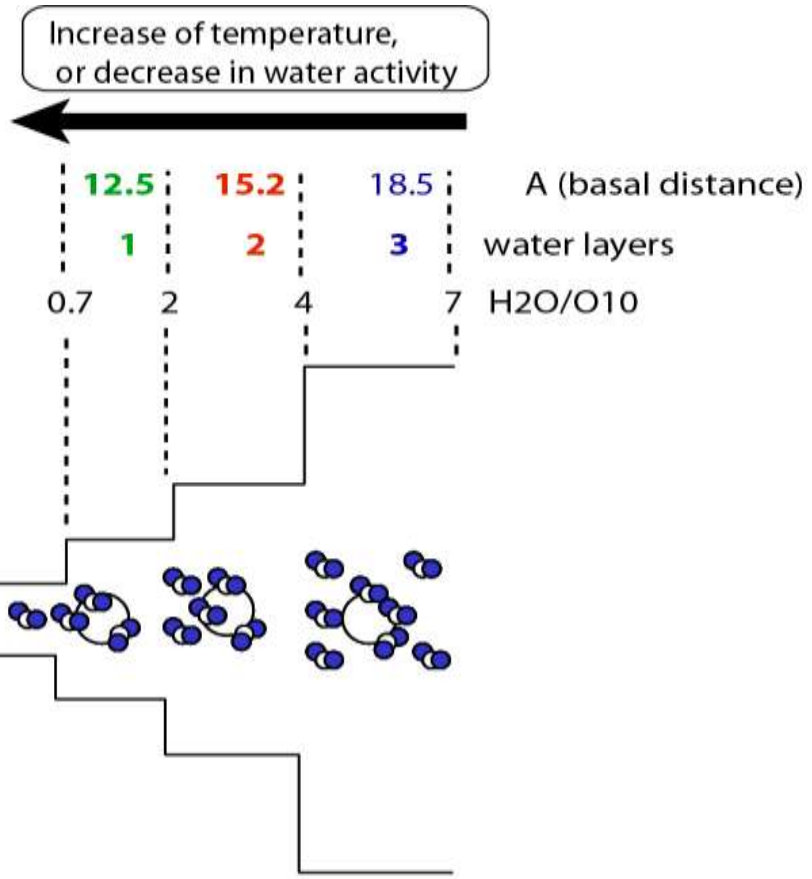 Increase of temperature,
or decrease in water activity
12.5 15.2 18.5 A (basal distance)
1 2 3 water layers
0.7 2 4 7 H2O/O10